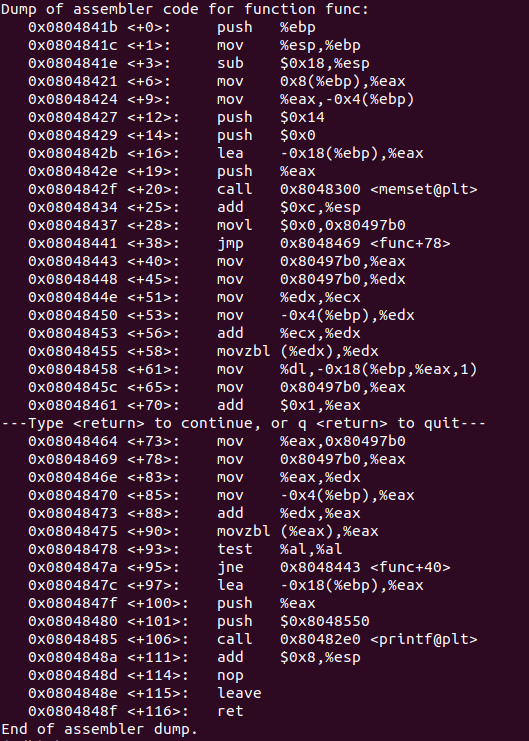 Dump of assembler code for function func:
   0x0804841b <+0>:     push   %ebp
   0x0804841c <+1>:     mov    %esp,%ebp
   0x0804841e <+3>:     sub    $0x18,%esp
   0x08048421 <+6>:     mov    0x8(%ebp),%eax
   0x08048424 <+9>:     mov    %eax,-0x4(%ebp)
   0x08048427 <+12>:    push   $0x14
   0x08048429 <+14>:    push   $0x0
   0x0804842b <+16>:    lea    -0x18(%ebp),%eax
   0x0804842e <+19>:    push   %eax
   0x0804842f <+20>:    call   0x8048300 <memset@plt>
   0x08048434 <+25>:    add    $0xc,%esp
   0x08048437 <+28>:    movl   $0x0,0x80497b0
   0x08048441 <+38>:    jmp    0x8048469 <func+78>
   0x08048443 <+40>:    mov    0x80497b0,%eax
   0x08048448 <+45>:    mov    0x80497b0,%edx
   0x0804844e <+51>:    mov    %edx,%ecx
   0x08048450 <+53>:    mov    -0x4(%ebp),%edx
   0x08048453 <+56>:    add    %ecx,%edx
   0x08048455 <+58>:    movzbl (%edx),%edx
   0x08048458 <+61>:    mov    %dl,-0x18(%ebp,%eax,1)
   0x0804845c <+65>:    mov    0x80497b0,%eax
   0x08048461 <+70>:    add    $0x1,%eax
---Type <return> to continue, or q <return> to quit---
   0x08048464 <+73>:    mov    %eax,0x80497b0
   0x08048469 <+78>:    mov    0x80497b0,%eax
   0x0804846e <+83>:    mov    %eax,%edx
   0x08048470 <+85>:    mov    -0x4(%ebp),%eax
   0x08048473 <+88>:    add    %edx,%eax
   0x08048475 <+90>:    movzbl (%eax),%eax
   0x08048478 <+93>:    test   %al,%al
   0x0804847a <+95>:    jne    0x8048443 <func+40>
   0x0804847c <+97>:    lea    -0x18(%ebp),%eax
   0x0804847f <+100>:   push   %eax
   0x08048480 <+101>:   push   $0x8048550
   0x08048485 <+106>:   call   0x80482e0 <printf@plt>
   0x0804848a <+111>:   add    $0x8,%esp
   0x0804848d <+114>:   nop
   0x0804848e <+115>:   leave
   0x0804848f <+116>:   ret
End of assembler dump.